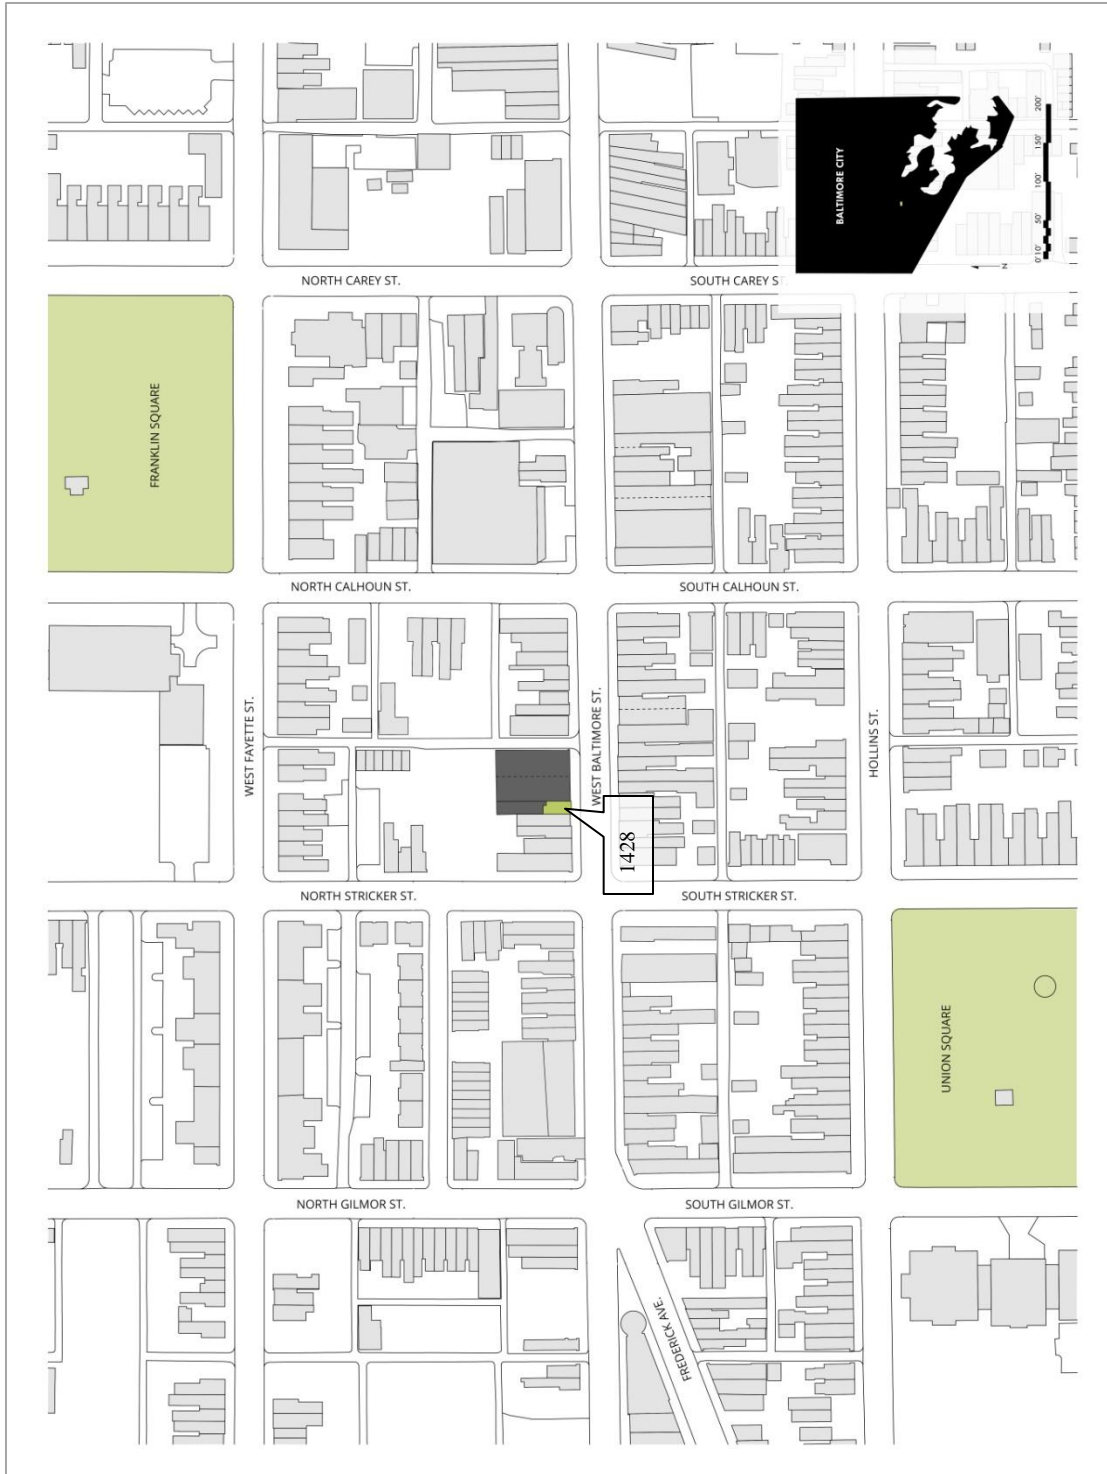 BALTIMORE CITY
0' 10' 50' 100' 150' 200'
N
NORTH CAREY ST.
SOUTH CAREY ST.
FRANKLIN SQUARE
NORTH CALHOUN ST.
SOUTH CALHOUN ST.
WEST FAYETTE ST.
WEST BALTIMORE ST.
HOLLINS ST.
1428
NORTH STRICKER ST.
SOUTH STRICKER ST.
UNION SQUARE
NORTH GILMOR ST.
SOUTH GILMOR ST.
FREDERICK AVE.